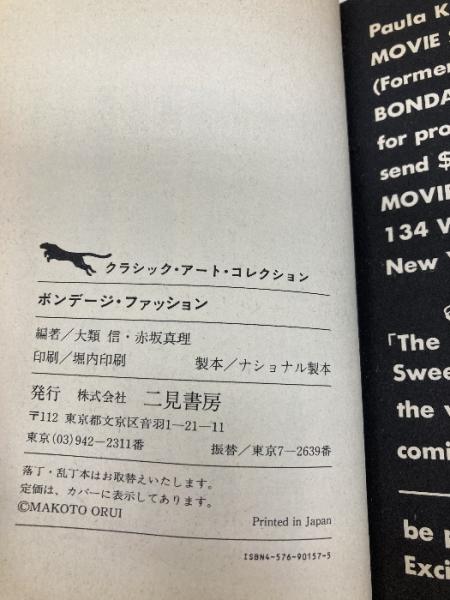 クラシック・アート・コレクション
ボンデージ・ファッション
編著/大類 信・赤坂真理
印刷/堀内印刷 製本/ナショナル製本
発行 株式会社 二見書房
〒112 東京都文京区音羽1―21―11
東京(03)942―2311番 振替/東京7―2639番
落丁・乱丁本はお取替えいたします。
定価は、カバーに表示してあります。
©MAKOTO ORUI
Printed in Japan
ISBN4-576-90157-5
Paula K
MOVIE
(Former
BONDA
for pro
send $
MOVIE
134 W
New Y
「The
Sweet
the v
comi
be p
Exci